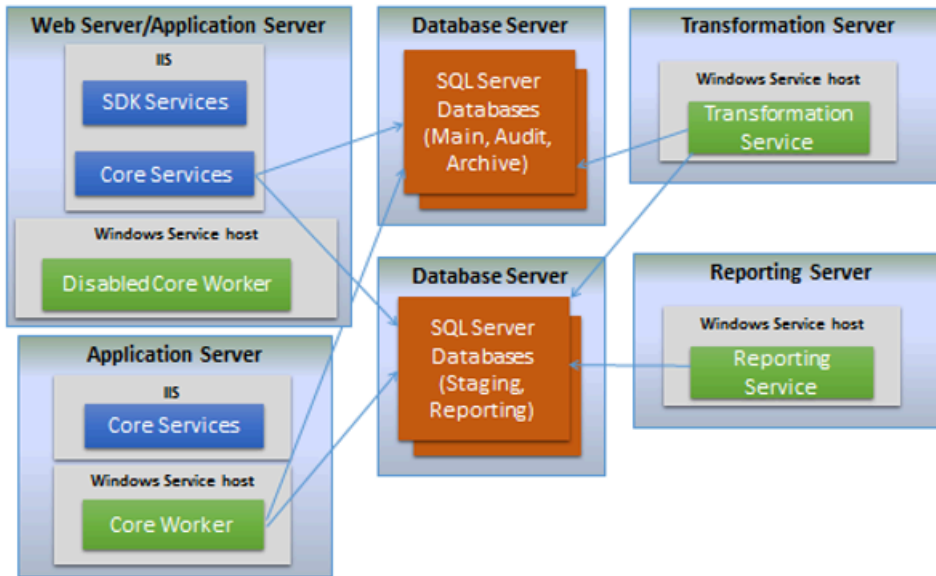 Web Server/Application Server
IIS
SDK Services
Core Services
Windows Service host
Disabled Core Worker
Application Server
IIS
Core Services
Windows Service host
Core Worker
Database Server
SQL Server
Databases
(Main, Audit,
Archive)
Database Server
SQL Server
Databases
(Staging,
Reporting)
Transformation Server
Windows Service host
Transformation
Service
Reporting Server
Windows Service host
Reporting
Service